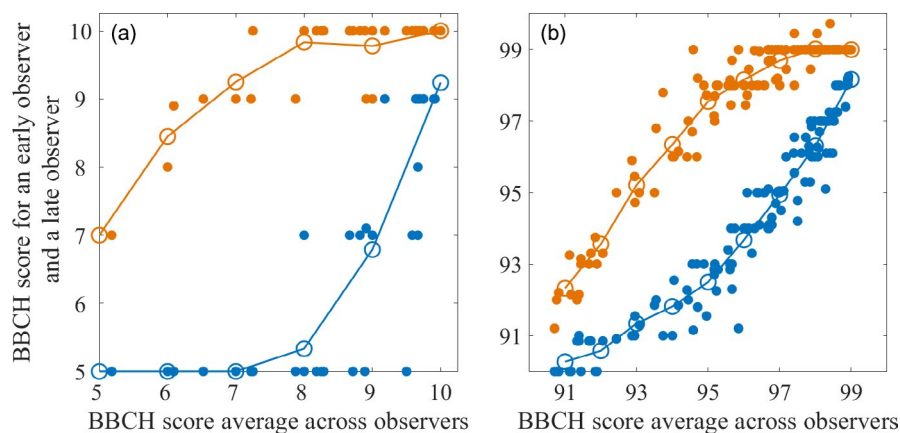 BBCH score for an early observer
and a late observer
(a)
10
9
8
7
6
5
5 6 7 8 9 10
BBCH score average across observers
(b)
99
97
95
93
91
91 93 95 97 99
BBCH score average across observers